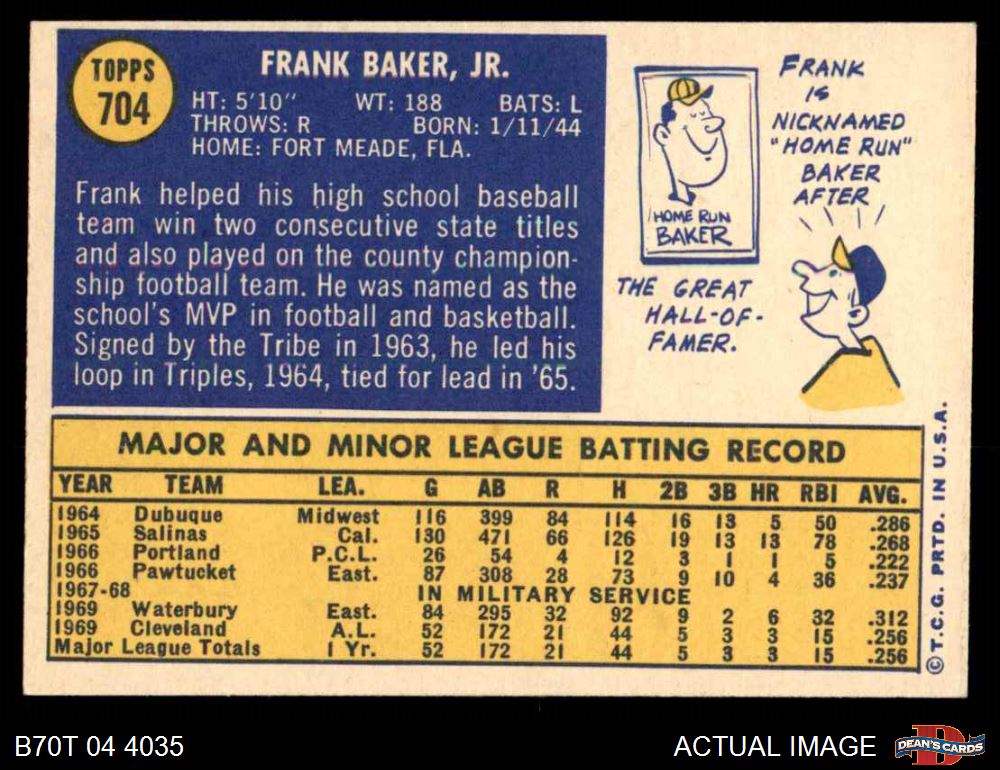 TOPPS
704
FRANK BAKER, JR.
HT: 5'10" WT: 188 BATS: L
THROWS: R BORN: 1/11/44
HOME: FORT MEADE, FLA.
Frank helped his high school baseball
team win two consecutive state titles
and also played on the county champion-
ship football team. He was named as the
school's MVP in football and basketball.
Signed by the Tribe in 1963, he led his
loop in Triples, 1964, tied for lead in '65.
FRANK
IS
NICKNAMED
"HOME RUN"
BAKER
AFTER
HOME RUN
BAKER
THE GREAT
HALL-OF-
FAMER.
MAJOR AND MINOR LEAGUE BATTING RECORD
YEAR TEAM LEA. G AB R H 2B 3B HR RBI AVG.
1964 Dubuque Midwest 116 399 84 114 16 13 5 50 .286
1965 Salinas Cal. 130 471 66 126 19 13 13 78 .268
1966 Portland P.C.L. 26 54 4 12 3 1 1 5 .222
1966 Pawtucket East. 87 308 28 73 9 10 4 36 .237
1967-68 IN MILITARY SERVICE
1969 Waterbury East. 84 295 32 92 9 2 6 32 .312
1969 Cleveland A.L. 52 172 21 44 5 3 3 15 .256
Major League Totals 1 Yr. 52 172 21 44 5 3 3 15 .256
© T.C.G. PRTD. IN U.S.A.
B70T 04 4035
ACTUAL IMAGE
D
DEAN'S CARDS